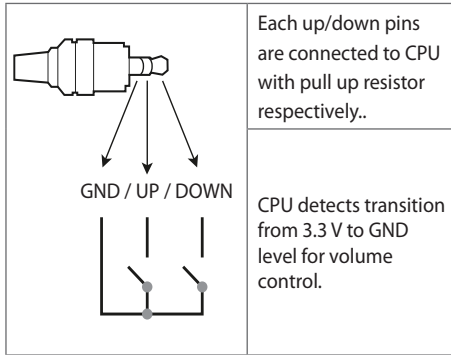 Each up/down pins
are connected to CPU
with pull up resistor
respectively..
GND / UP / DOWN
CPU detects transition
from 3.3 V to GND
level for volume
control.